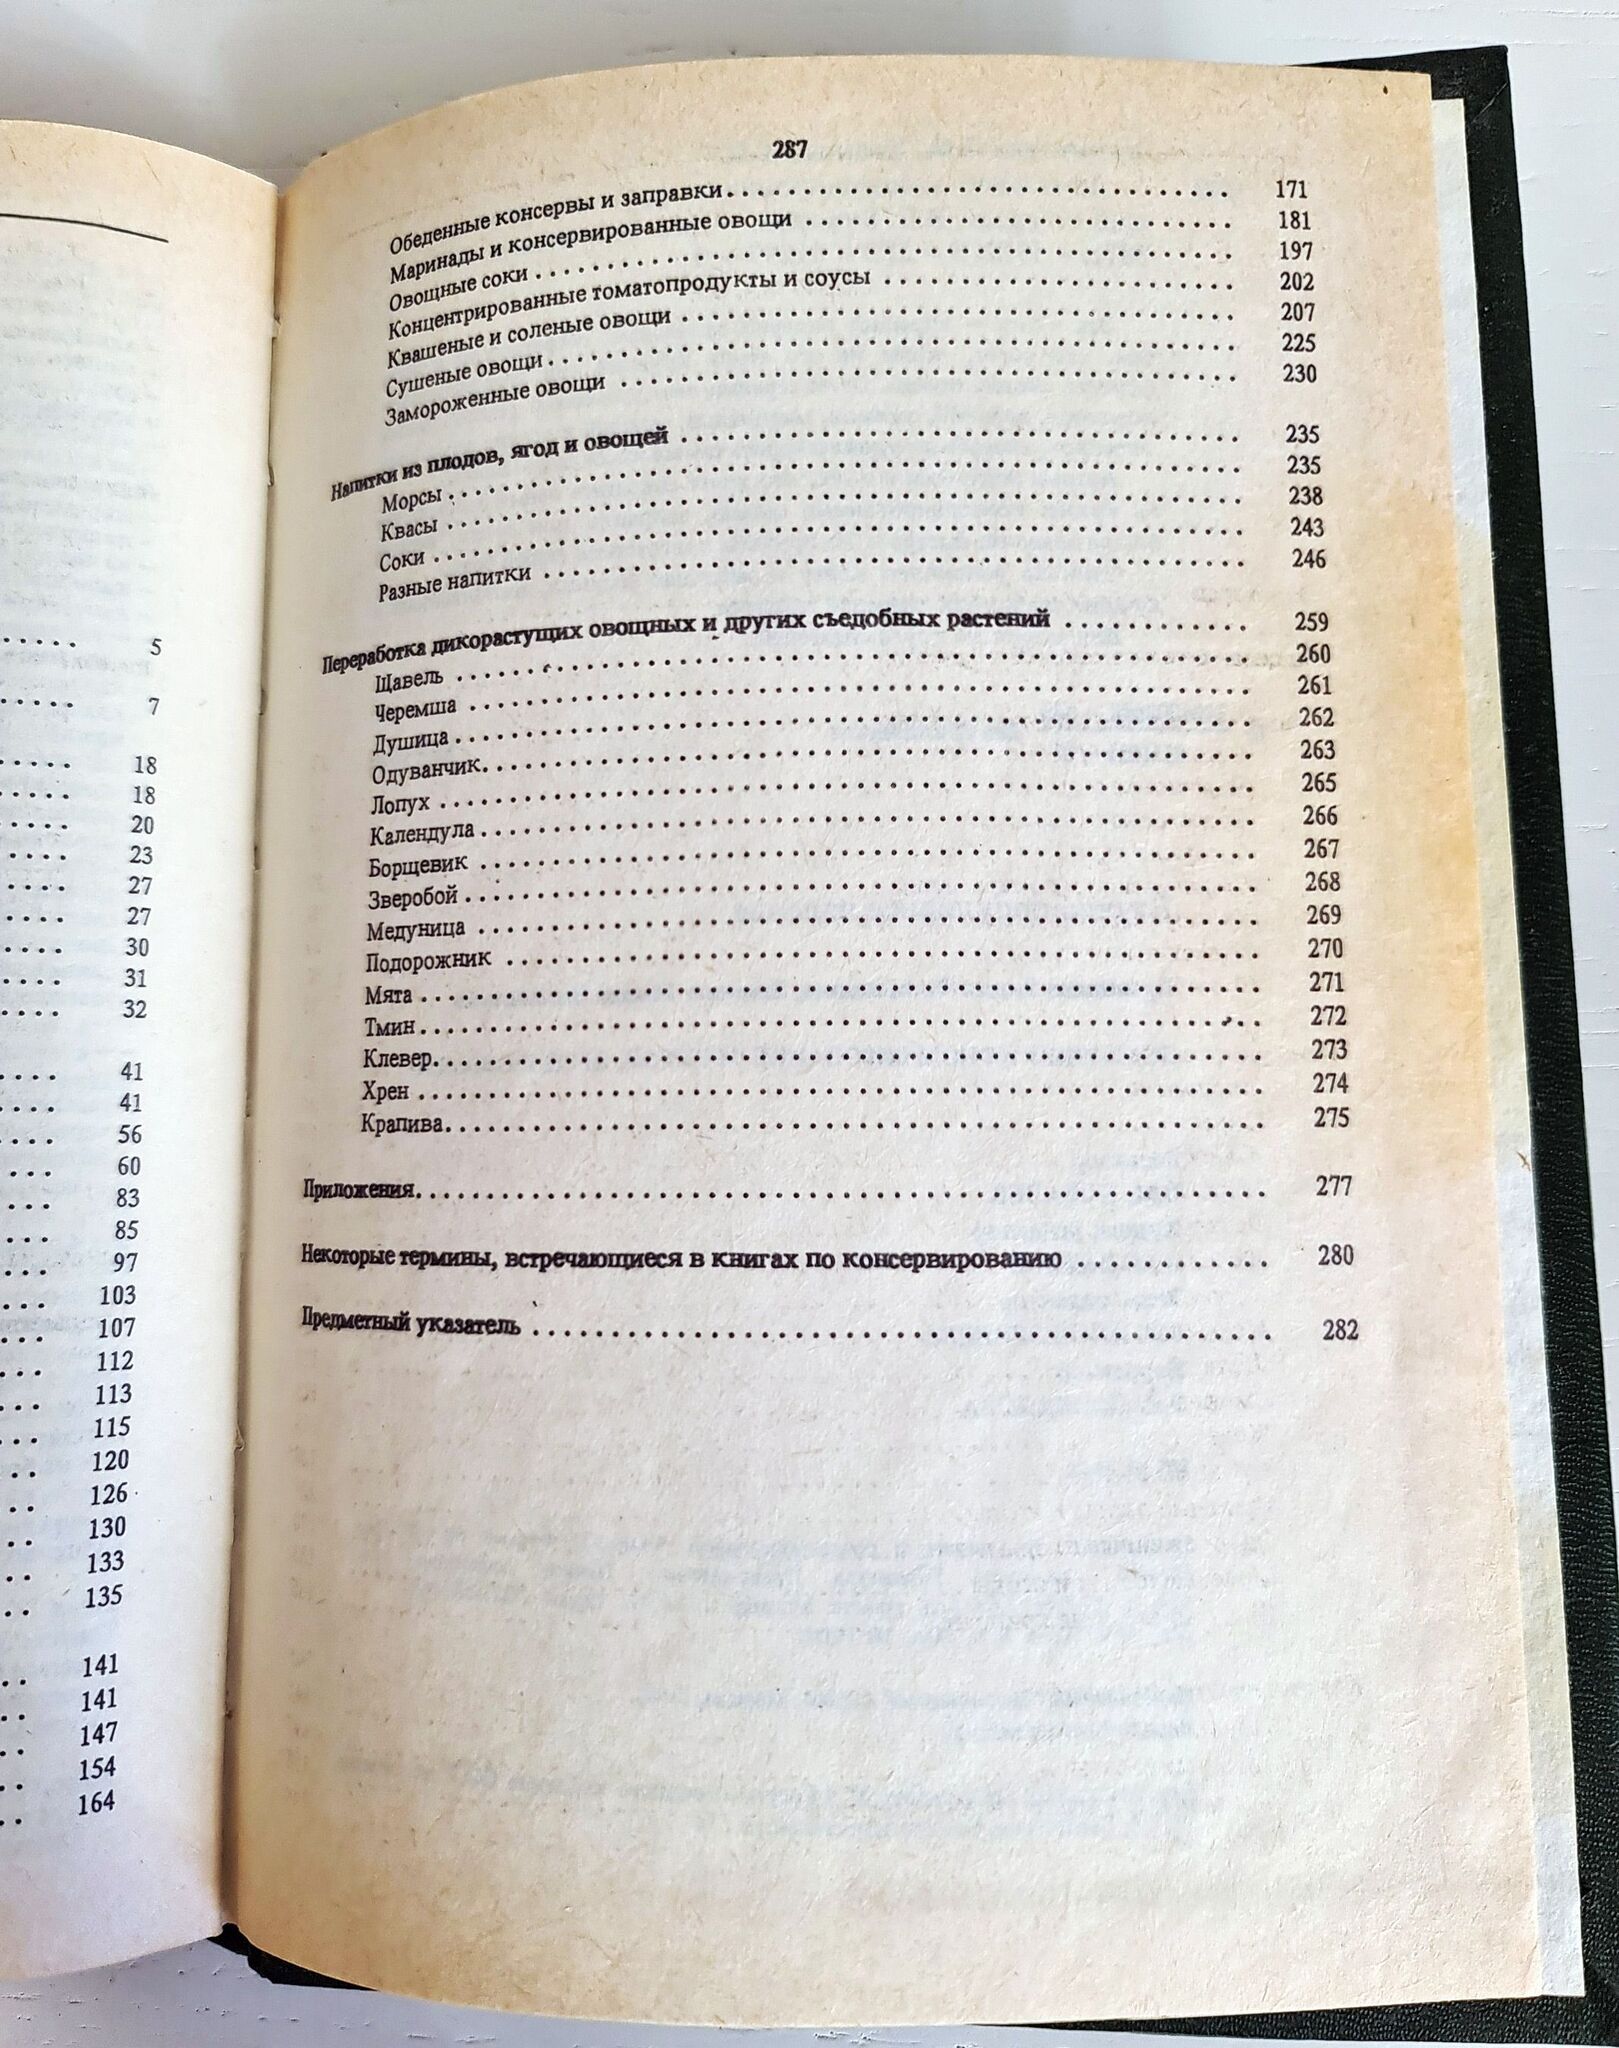 5
7
18
18
20
23
27
27
30
31
32
41
41
56
60
83
85
97
103
107
112
113
115
120
126
130
133
135
141
141
147
154
164
287
Обеденные консервы и заправки 171
Маринады и консервированные овощи 181
Овощные соки 197
Концентрированные томатопродукты и соусы 202
Квашеные и соленые овощи 207
Сушеные овощи 225
Замороженные овощи 230
Напитки из плодов, ягод и овощей 235
Морсы 235
Квасы 238
Соки 243
Разные напитки 246
Переработка дикорастущих овощных и других съедобных растений 259
Щавель 260
Черемша 261
Душица 262
Одуванчик 263
Лопух 265
Календула 266
Борщевик 267
Зверобой 268
Медуница 269
Подорожник 270
Мята 271
Тмин 272
Клевер 273
Хрен 274
Крапива 275
Приложения 277
Некоторые термины, встречающиеся в книгах по консервированию 280
Предметный указатель 282